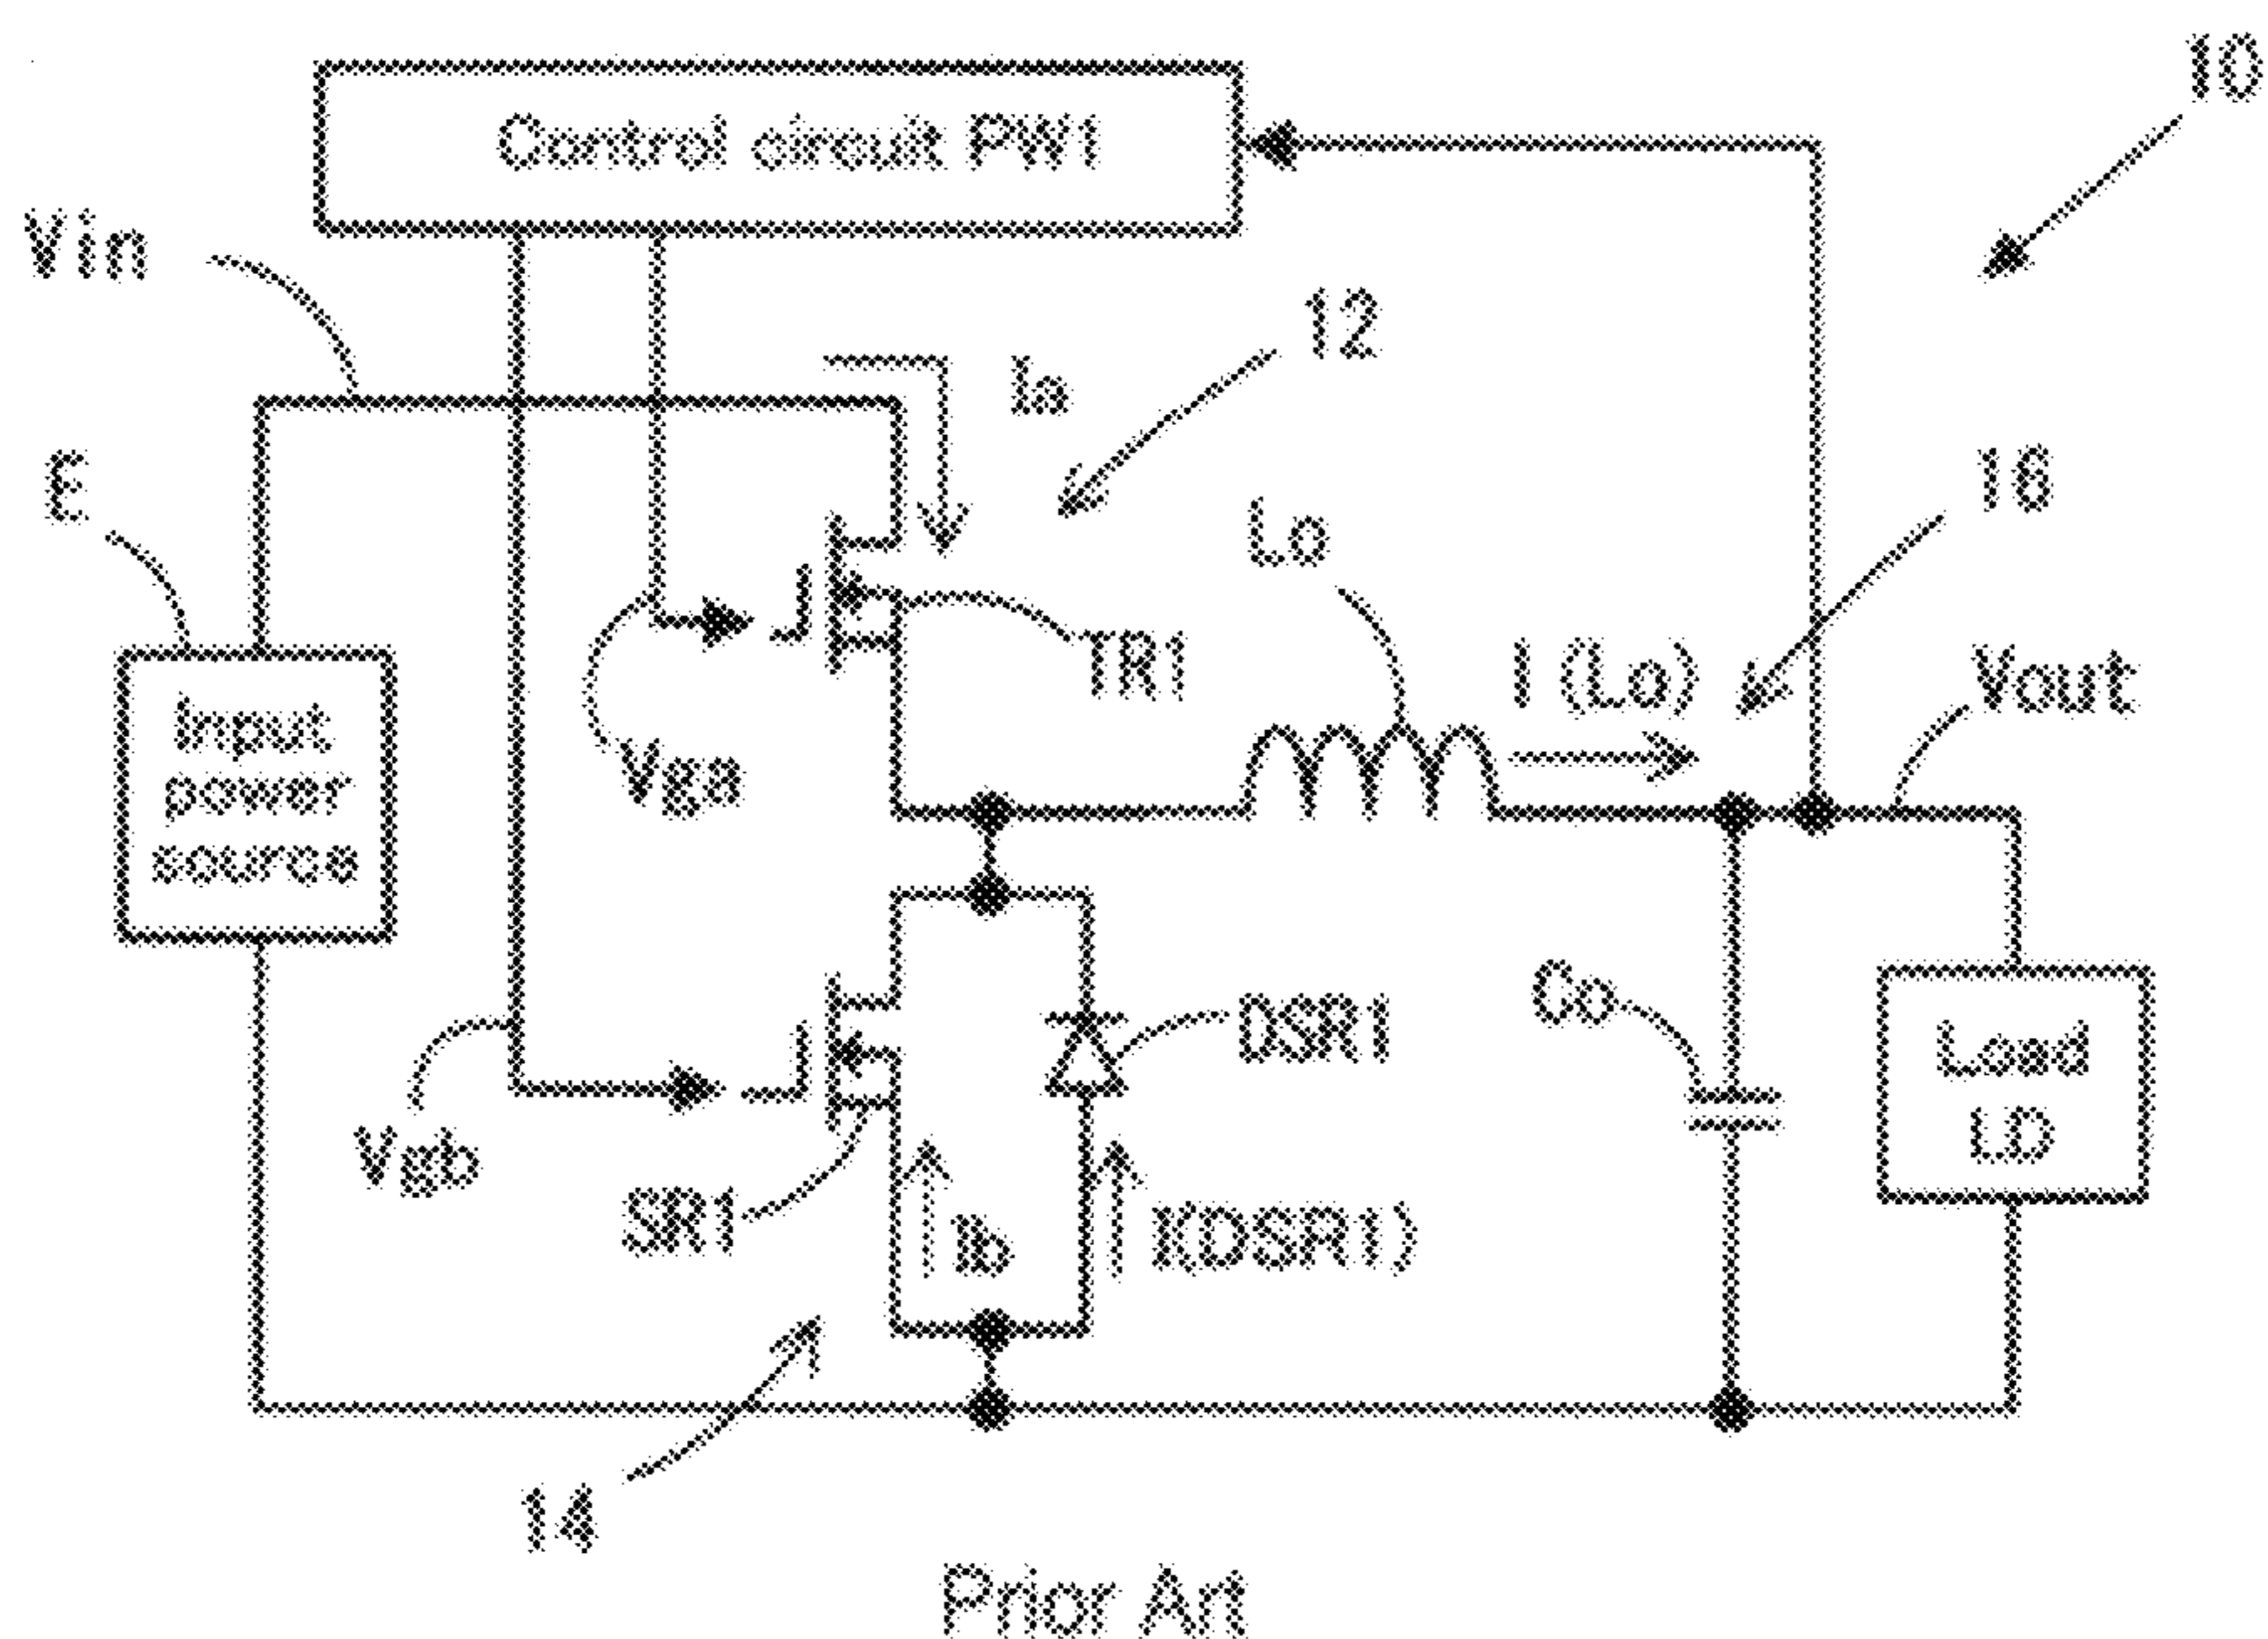 10
Control circuit PW1
Vin
12
Ia
E
Lo
16
TR1
I (Lo)
Vout
Input
power
source
Vga
DSR1
Co
Load
LD
Vgb
SR1
Ib
I(DSR1)
14
Prior Art